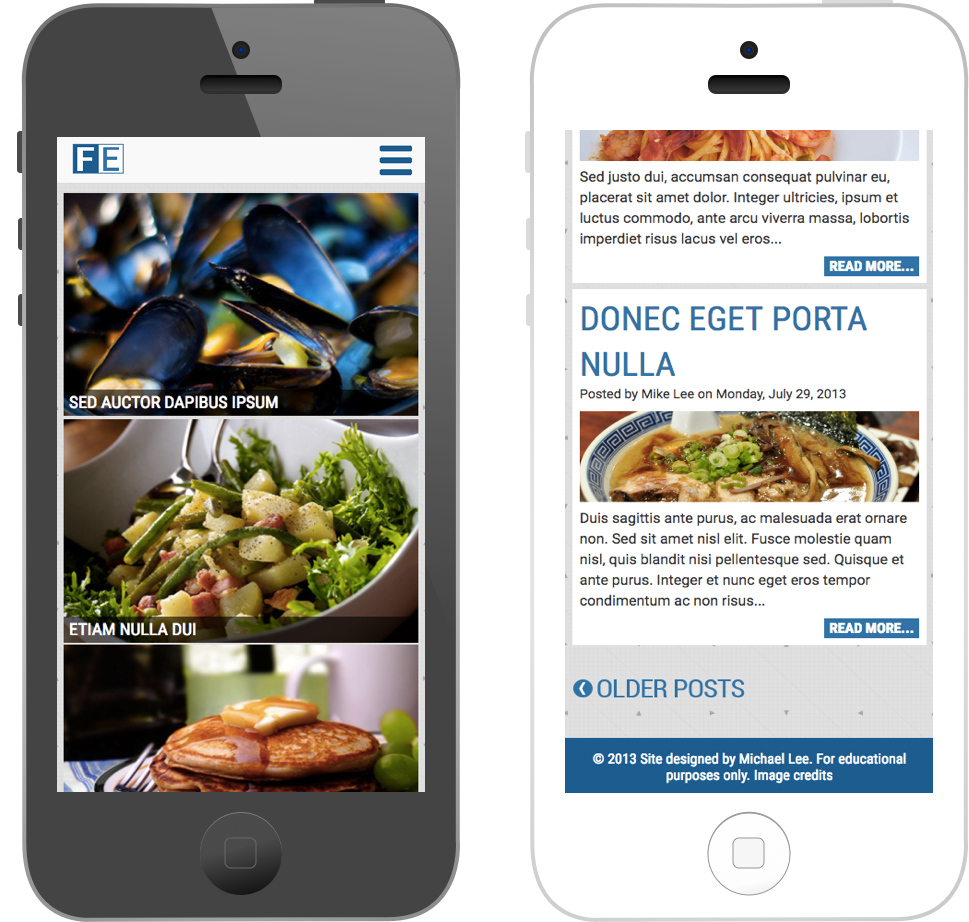 FE
SED AUCTOR DAPIBUS IPSUM
ETIAM NULLA DUI
Sed justo dui, accumsan consequat pulvinar eu,
placerat sit amet dolor. Integer ultricies, ipsum et
luctus commodo, ante arcu viverra massa, lobortis
imperdiet risus lacus vel eros...
READ MORE...
DONEC EGET PORTA
NULLA
Posted by Mike Lee on Monday, July 29, 2013
Duis sagittis ante purus, ac malesuada erat ornare
non. Sed sit amet nisl elit. Fusce molestie quam
nisl, quis blandit nisi pellentesque sed. Quisque et
ante purus. Integer et nunc eget eros tempor
condimentum ac non risus...
READ MORE...
OLDER POSTS
© 2013 Site designed by Michael Lee. For educational
purposes only. Image credits